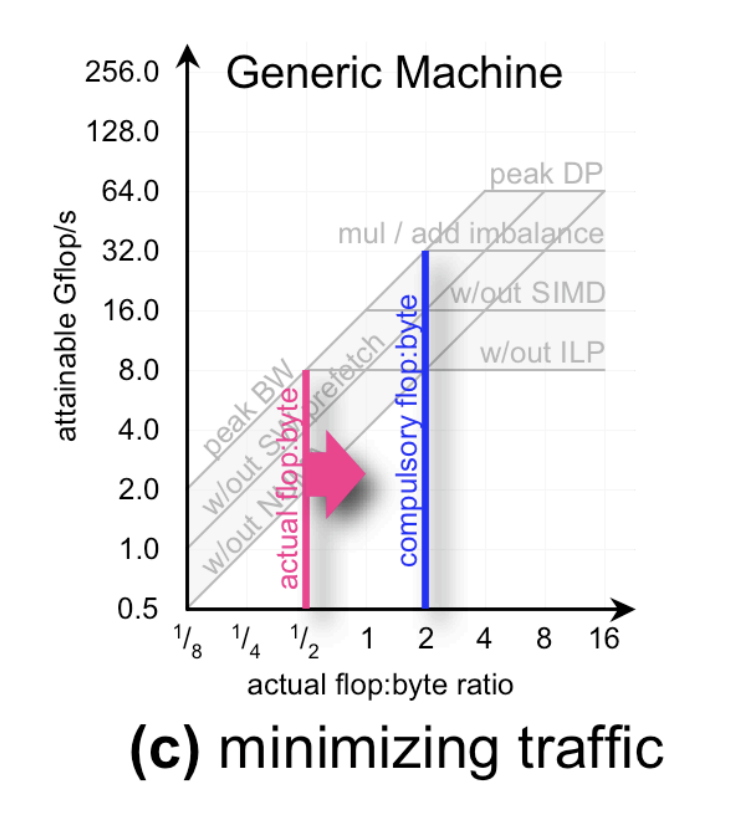 Generic Machine
256.0
128.0
64.0
32.0
16.0
8.0
4.0
2.0
1.0
0.5
attainable Gflop/s
peak DP
mul / add imbalance
w/out SIMD
w/out ILP
peak BW
w/out SW prefetch
w/out
actual flop:byte
compulsory flop:byte
1/8 1/4 1/2 1 2 4 8 16
actual flop:byte ratio
(c) minimizing traffic